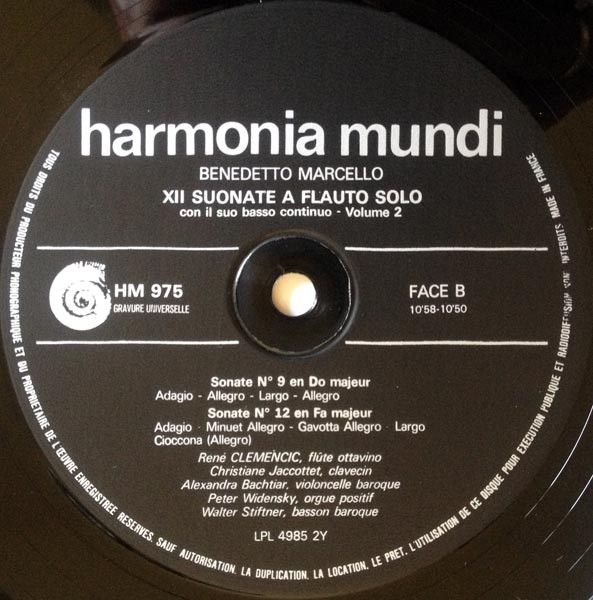 harmonia mundi
BENEDETTO MARCELLO
XII SUONATE A FLAUTO SOLO
con il suo basso continuo - Volume 2
HM 975
GRAVURE UNIVERSELLE
FACE B
10'58-10'50
Sonate N° 9 en Do majeur
Adagio - Allegro - Largo - Allegro
Sonate N° 12 en Fa majeur
Adagio - Minuet Allegro - Gavotta Allegro - Largo
Cioccona (Allegro)
René CLEMENCIC, flûte ottavino
Christiane Jaccottet, clavecin
Alexandra Bachtiar, violoncelle baroque
Peter Widensky, orgue positif
Walter Stiftner, basson baroque
LPL 4985 2Y
TOUS DROITS DU PRODUCTEUR PHONOGRAPHIQUE ET DU PROPRIETAIRE DE L'ŒUVRE ENREGISTREE RESERVES. SAUF AUTORISATION, LA DUPLICATION, LA LOCATION, LE PRET, L'UTILISATION DE CE DISQUE POUR EXECUTION PUBLIQUE ET RADIODIFFUSION SONT INTERDITS MADE IN FRANCE